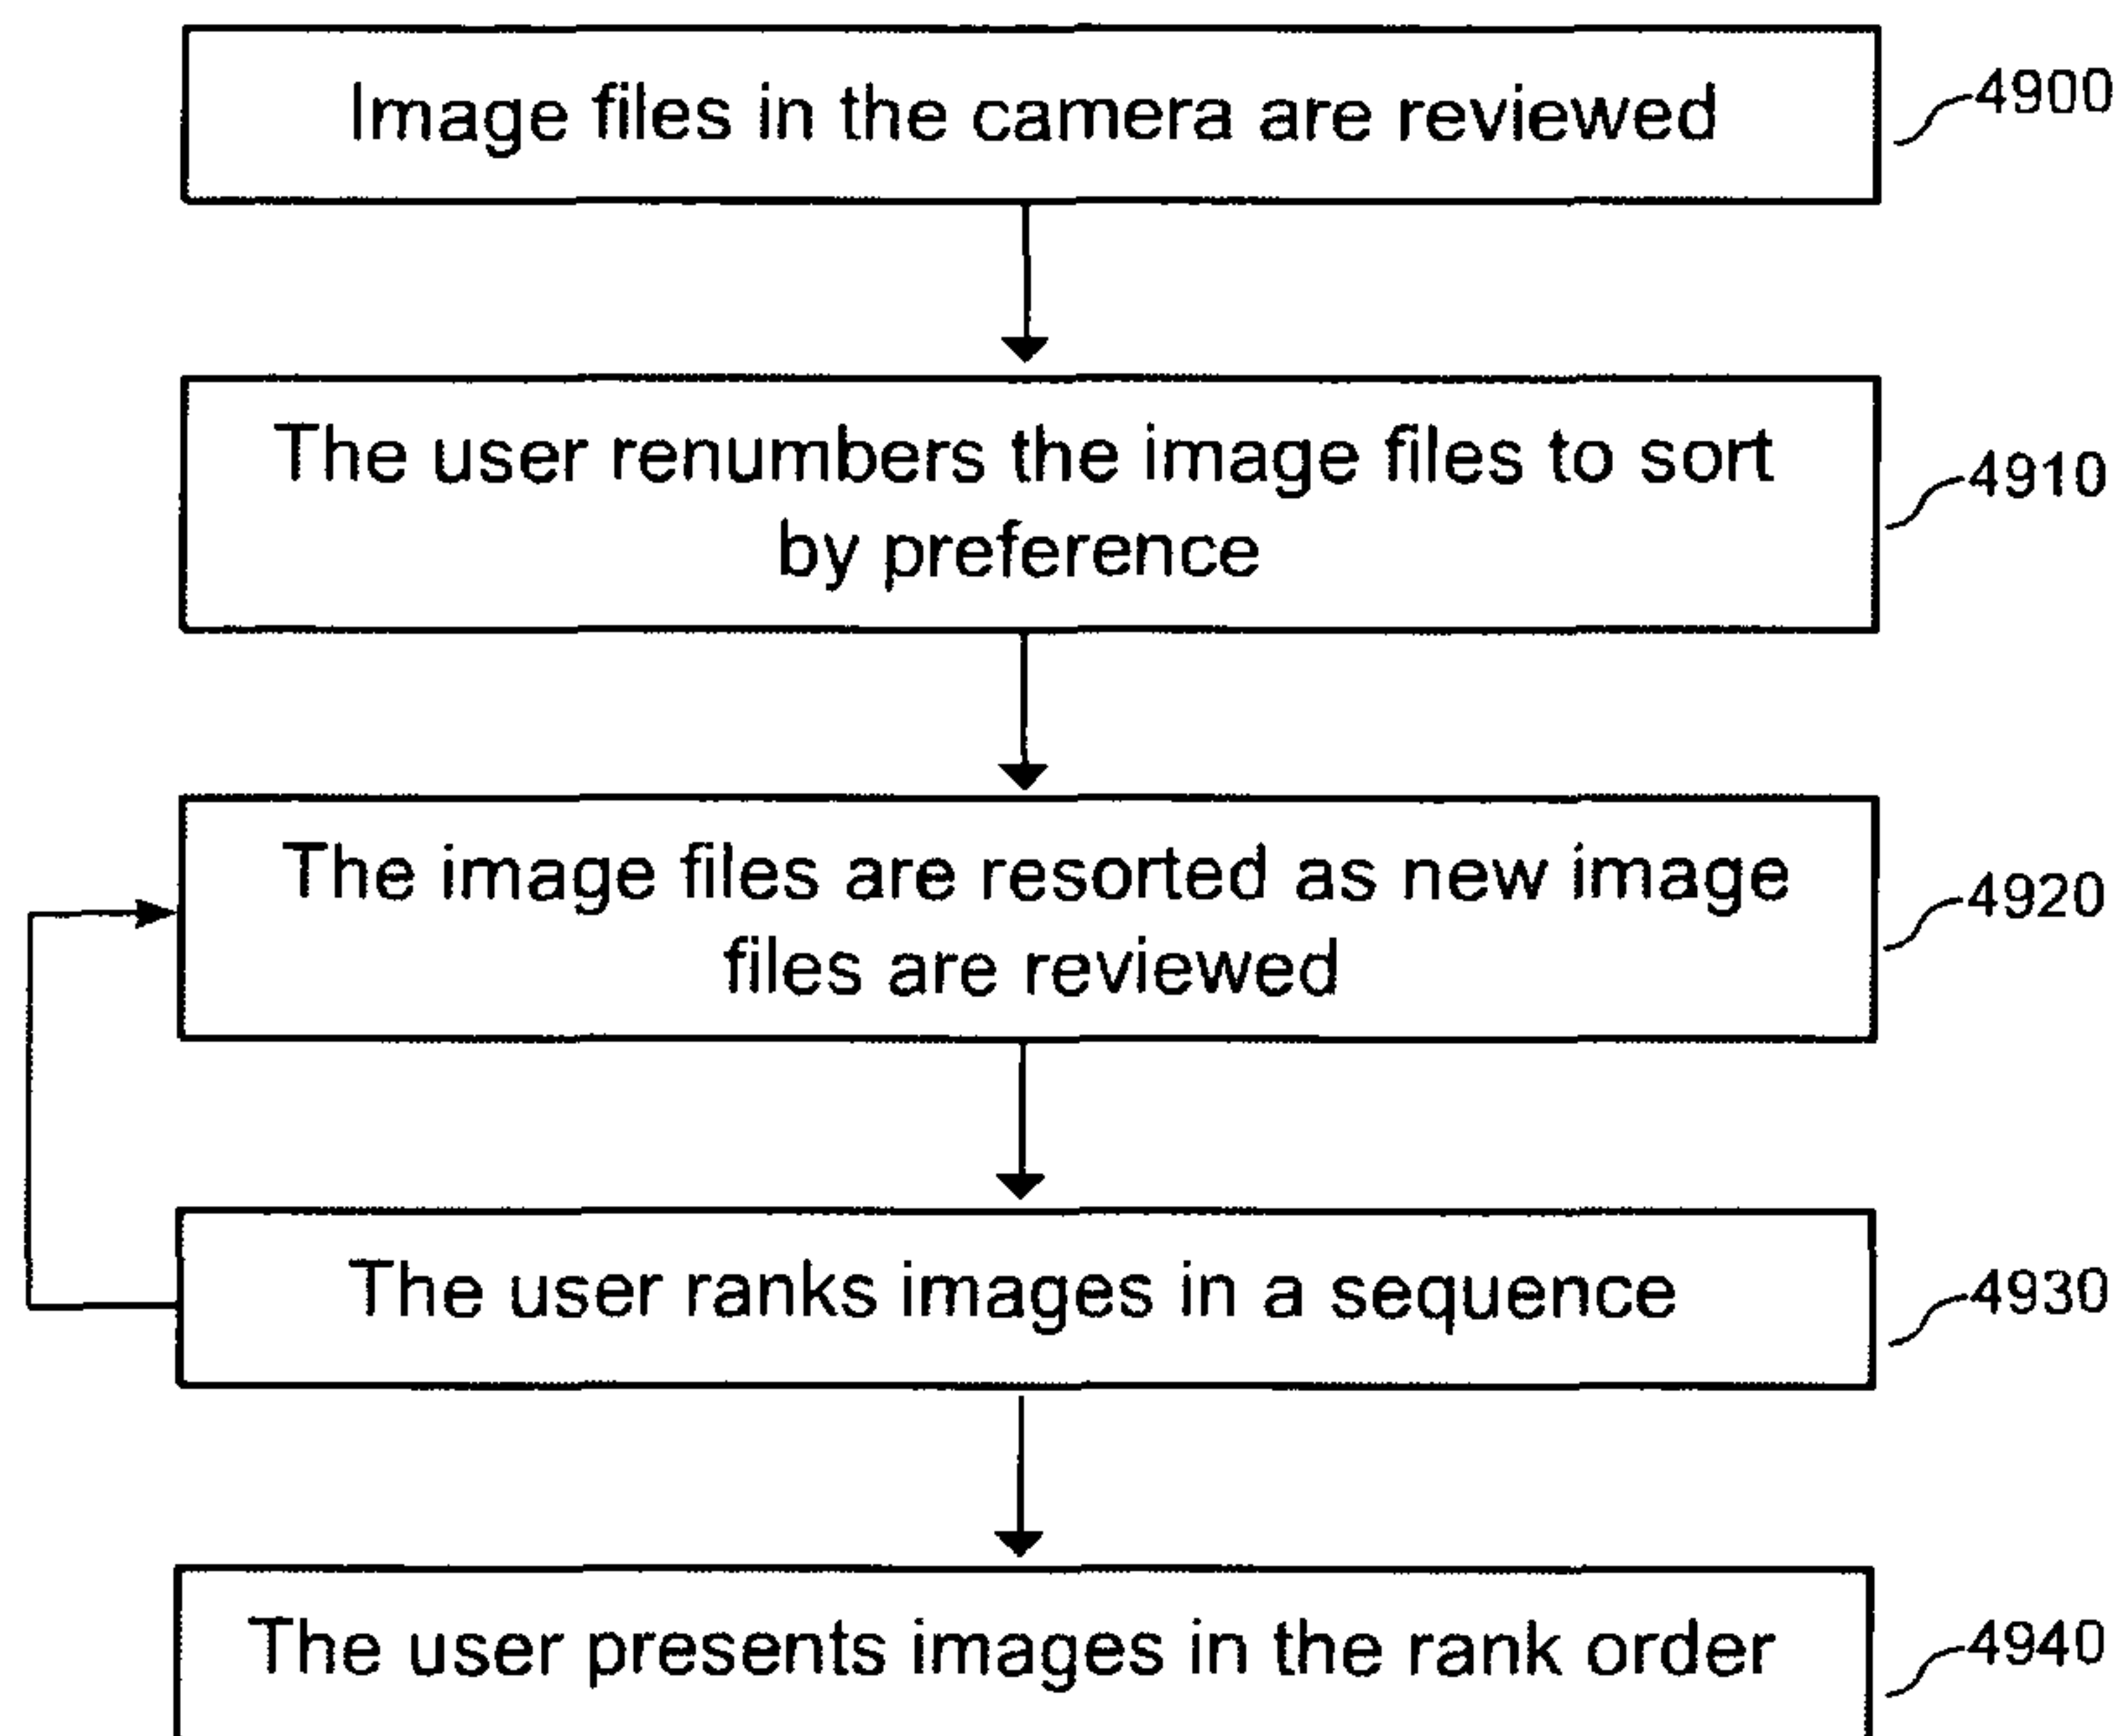 Image files in the camera are reviewed
4900
The user renumbers the image files to sort
by preference
4910
The image files are resorted as new image
files are reviewed
4920
The user ranks images in a sequence
4930
The user presents images in the rank order
4940